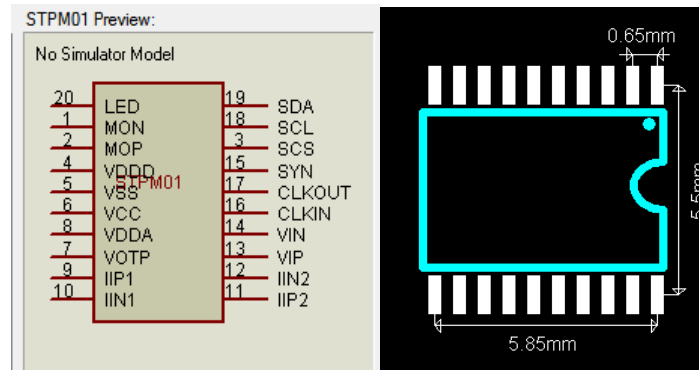 STPM01 Preview:
No Simulator Model
20 LED 19 SDA
1 MON 18 SCL
2 MOP 3 SCS
4 VDDD 15 SYN
STPM01
5 VSS 17 CLKOUT
6 VCC 16 CLKIN
8 VDDA 14 VIN
7 VOTP 13 VIP
9 IIP1 12 IIN2
10 IIN1 11 IIP2
0.65mm
5.5mm
5.85mm